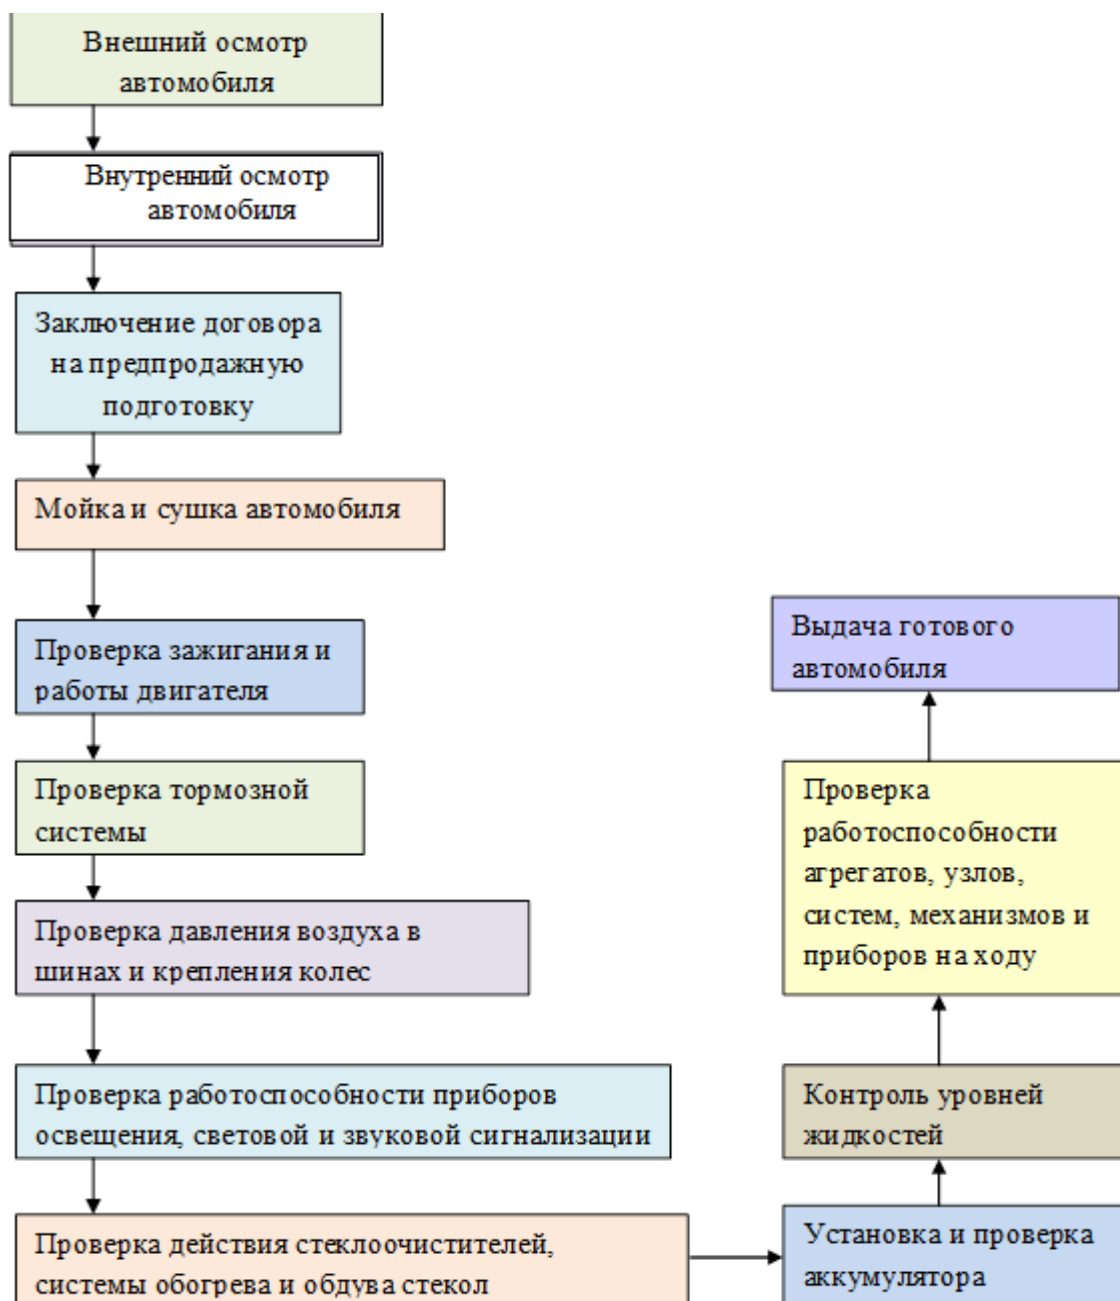 Внешний осмотр
автомобиля
Внутренний осмотр
автомобиля
Заключение договора
на предпродажную
подготовку
Мойка и сушка автомобиля
Проверка зажигания и
работы двигателя
Проверка тормозной
системы
Проверка давления воздуха в
шинах и крепления колес
Проверка работоспособности приборов
освещения, световой и звуковой сигнализации
Проверка действия стеклоочистителей,
системы обогрева и обдува стекол
Установка и проверка
аккумулятора
Контроль уровней
жидкостей
Проверка
работоспособности
агрегатов, узлов,
систем, механизмов и
приборов на ходу
Выдача готового
автомобиля